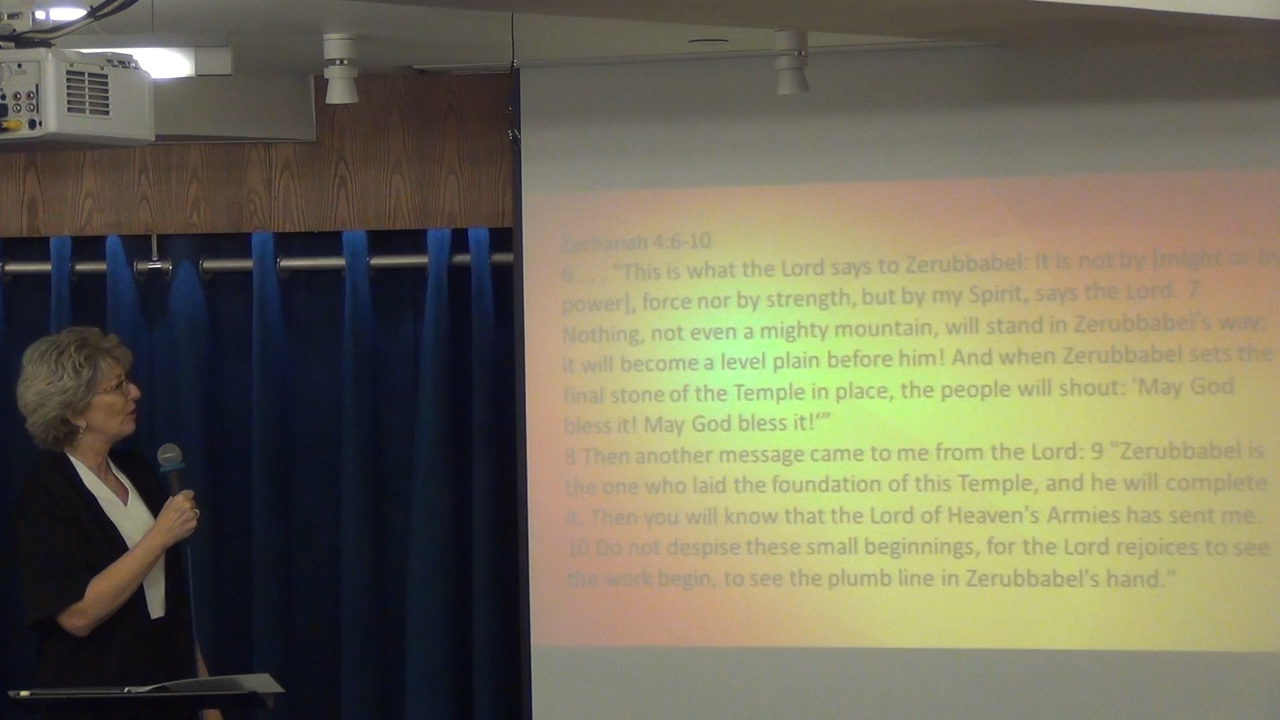 Zechariah 4:6-10
6 . . . "This is what the Lord says to Zerubbabel: It is not by [might or by
power], force nor by strength, but by my Spirit, says the Lord. 7
Nothing, not even a mighty mountain, will stand in Zerubbabel's way;
it will become a level plain before him! And when Zerubbabel sets the
final stone of the Temple in place, the people will shout: 'May God
bless it! May God bless it!'"
8 Then another message came to me from the Lord: 9 "Zerubbabel is
the one who laid the foundation of this Temple, and he will complete
it. Then you will know that the Lord of Heaven's Armies has sent me.
10 Do not despise these small beginnings, for the Lord rejoices to see
the work begin, to see the plumb line in Zerubbabel's hand."